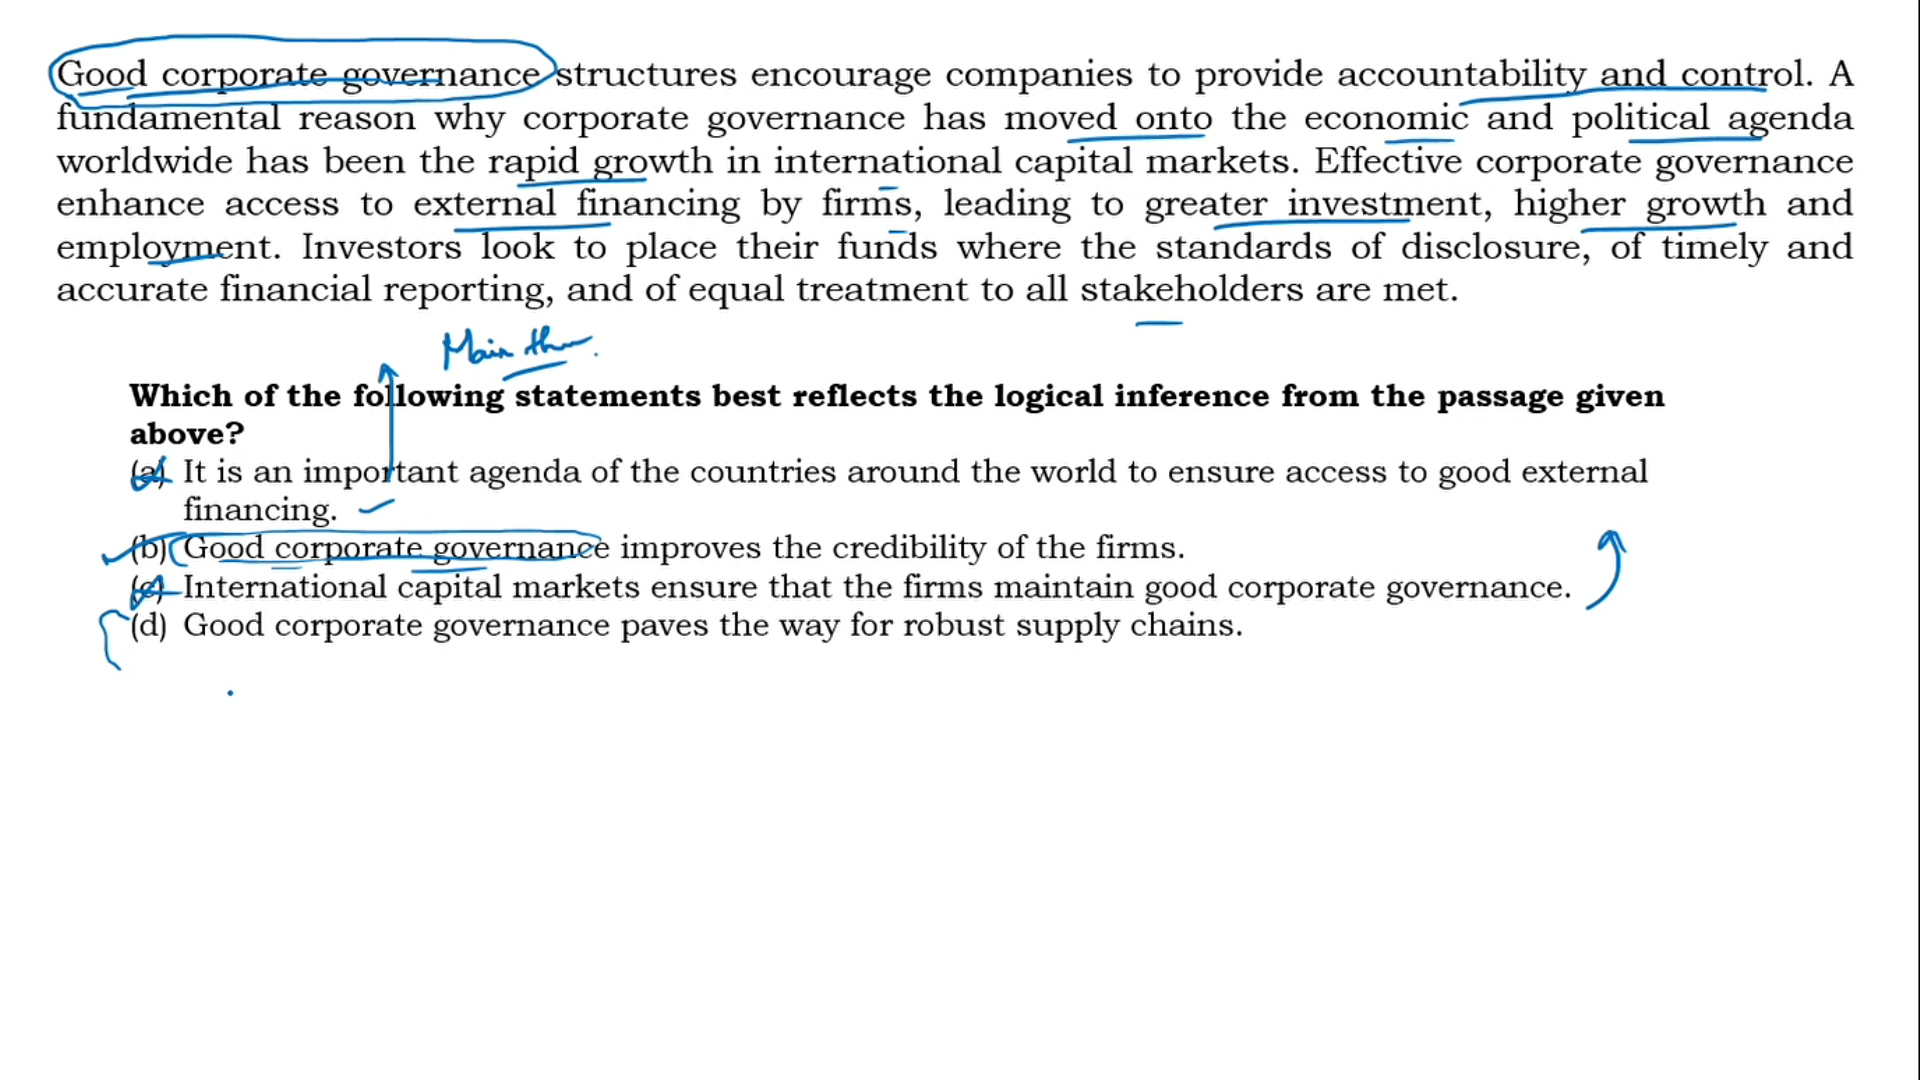 Good corporate governance structures encourage companies to provide accountability and control. A
fundamental reason why corporate governance has moved onto the economic and political agenda
worldwide has been the rapid growth in international capital markets. Effective corporate governance
enhance access to external financing by firms, leading to greater investment, higher growth and
employment. Investors look to place their funds where the standards of disclosure, of timely and
accurate financial reporting, and of equal treatment to all stakeholders are met.
Main
Which of the following statements best reflects the logical inference from the passage given
above?
(a) It is an important agenda of the countries around the world to ensure access to good external
financing.
(b) Good corporate governance improves the credibility of the firms.
(c) International capital markets ensure that the firms maintain good corporate governance.
(d) Good corporate governance paves the way for robust supply chains.